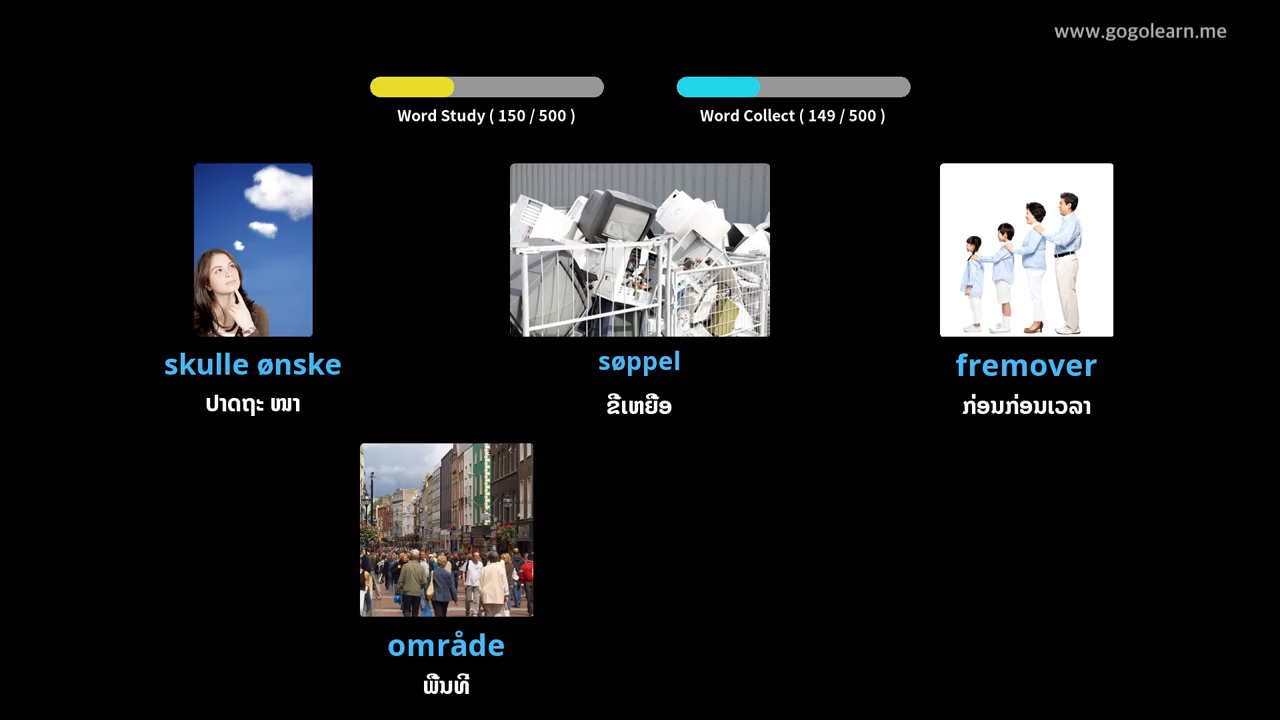 www.gogolearn.me
Word Study ( 150 / 500 )
Word Collect ( 149 / 500 )
skulle ønske
ປາດຖະ ໜາ
søppel
ຂີ້ເຫຍື້ອ
fremover
ກ່ອນກ່ອນເວລາ
område
ພື້ນທີ່